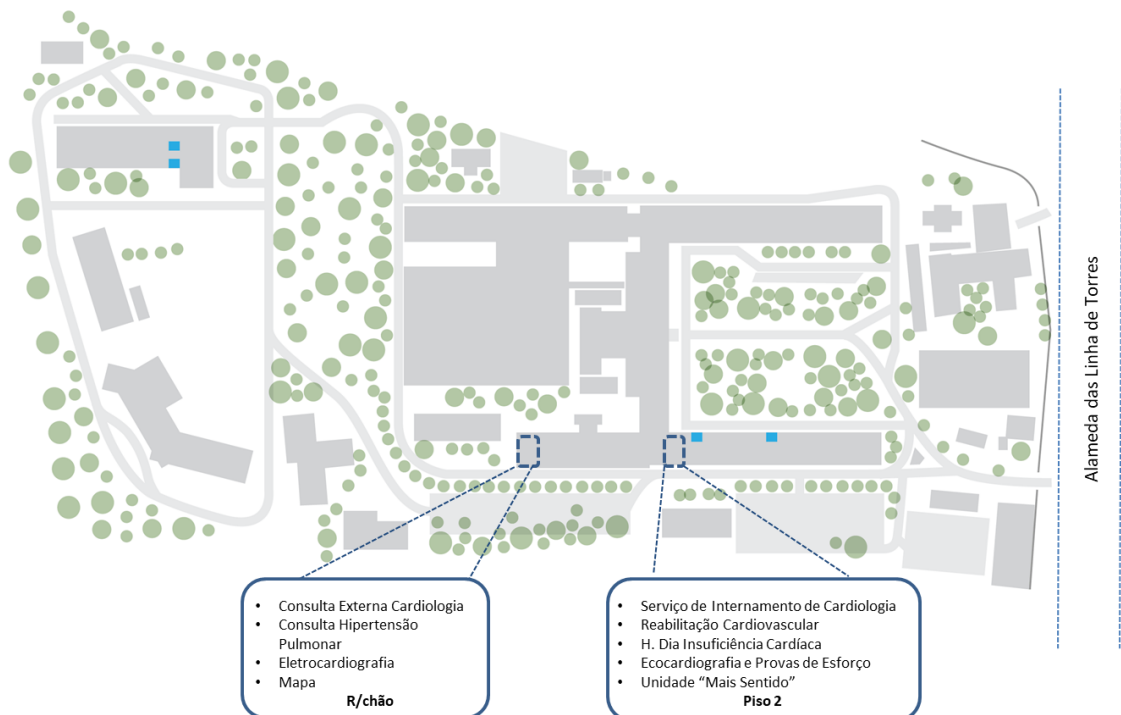 Alameda das Linha de Torres
• Consulta Externa Cardiologia
• Consulta Hipertensão
Pulmonar
• Eletrocardiografia
• Mapa
R/chão
• Serviço de Internamento de Cardiologia
• Reabilitação Cardiovascular
• H. Dia Insuficiência Cardíaca
• Ecocardiografia e Provas de Esforço
• Unidade “Mais Sentido”
Piso 2